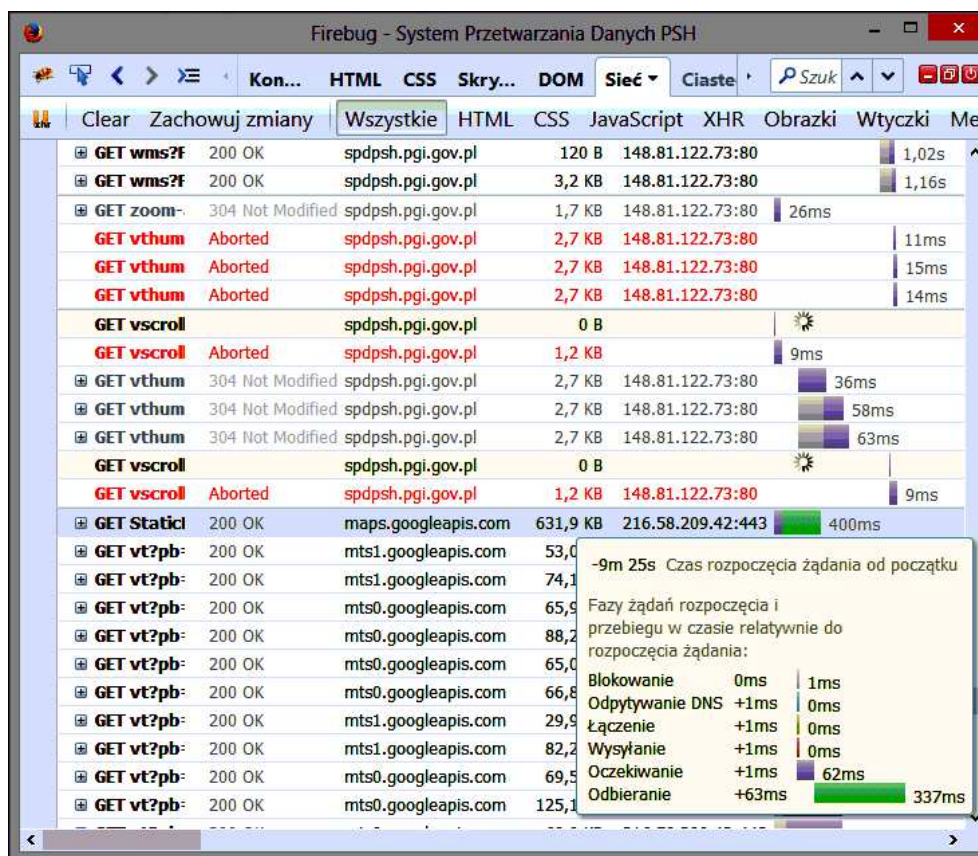 Firebug - System Przetwarzania Danych PSH
Kon... HTML CSS Skry... DOM Sieć Ciaste Szuk
Clear Zachowuj zmiany Wszystkie HTML CSS JavaScript XHR Obrazki Wtyczki Me
GET wms?F 200 OK spdpsh.pgi.gov.pl 120 B 148.81.122.73:80 1,02s
GET wms?F 200 OK spdpsh.pgi.gov.pl 3,2 KB 148.81.122.73:80 1,16s
GET zoom- 304 Not Modified spdpsh.pgi.gov.pl 1,7 KB 148.81.122.73:80 26ms
GET vthum Aborted spdpsh.pgi.gov.pl 2,7 KB 148.81.122.73:80 11ms
GET vthum Aborted spdpsh.pgi.gov.pl 2,7 KB 148.81.122.73:80 15ms
GET vthum Aborted spdpsh.pgi.gov.pl 2,7 KB 148.81.122.73:80 14ms
GET vscroll spdpsh.pgi.gov.pl 0 B
GET vscroll Aborted spdpsh.pgi.gov.pl 1,2 KB 9ms
GET vthum 304 Not Modified spdpsh.pgi.gov.pl 2,7 KB 148.81.122.73:80 36ms
GET vthum 304 Not Modified spdpsh.pgi.gov.pl 2,7 KB 148.81.122.73:80 58ms
GET vthum 304 Not Modified spdpsh.pgi.gov.pl 2,7 KB 148.81.122.73:80 63ms
GET vscroll spdpsh.pgi.gov.pl 0 B
GET vscroll Aborted spdpsh.pgi.gov.pl 1,2 KB 148.81.122.73:80 9ms
GET Static 200 OK maps.googleapis.com 631,9 KB 216.58.209.42:443 400ms
GET vt?pb= 200 OK mts1.googleapis.com 53,0
GET vt?pb= 200 OK mts1.googleapis.com 74,1
GET vt?pb= 200 OK mts0.googleapis.com 65,9
GET vt?pb= 200 OK mts0.googleapis.com 88,2
GET vt?pb= 200 OK mts0.googleapis.com 65,0
GET vt?pb= 200 OK mts0.googleapis.com 66,8
GET vt?pb= 200 OK mts1.googleapis.com 29,9
GET vt?pb= 200 OK mts1.googleapis.com 82,2
GET vt?pb= 200 OK mts0.googleapis.com 69,5
GET vt?pb= 200 OK mts0.googleapis.com 125,1
-9m 25s Czas rozpoczęcia żądania od początku
Fazy żądań rozpoczęcia i
przebiegu w czasie relatywnie do
rozpoczęcia żądania:
Blokowanie 0ms 1ms
Odpytywanie DNS +1ms 0ms
Łączenie +1ms 0ms
Wysyłanie +1ms 0ms
Oczekiwanie +1ms 62ms
Odbieranie +63ms 337ms